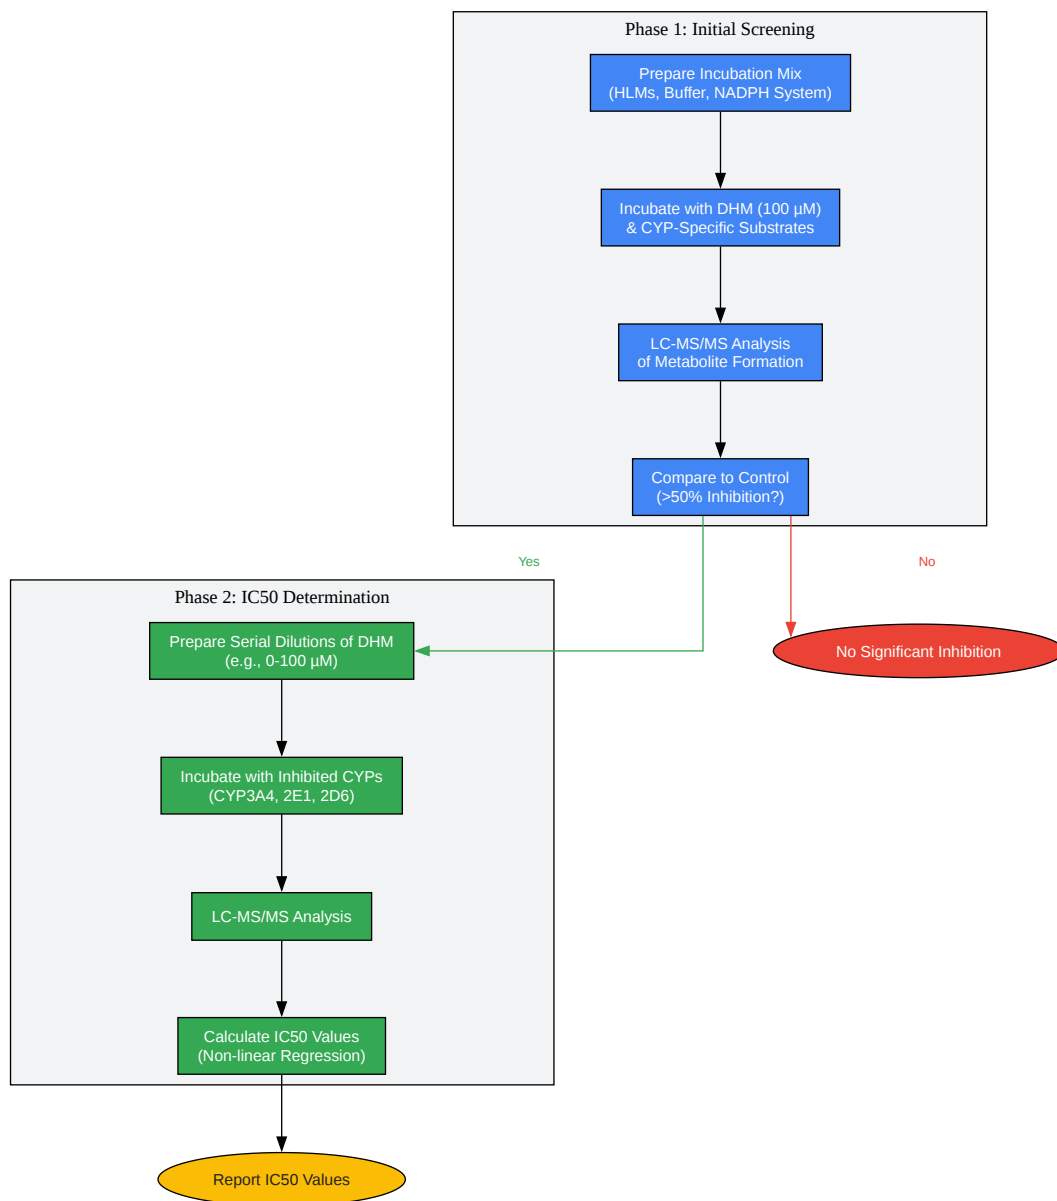 Phase 1: Initial Screening
Prepare Incubation Mix
(HLMs, Buffer, NADPH System)
Incubate with DHM (100 µM)
& CYP-Specific Substrates
LC-MS/MS Analysis
of Metabolite Formation
Compare to Control
(>50% Inhibition?)
Yes
No
Phase 2: IC50 Determination
Prepare Serial Dilutions of DHM
(e.g., 0-100 µM)
No Significant Inhibition
Incubate with Inhibited CYPs
(CYP3A4, 2E1, 2D6)
LC-MS/MS Analysis
Calculate IC50 Values
(Non-linear Regression)
Report IC50 Values